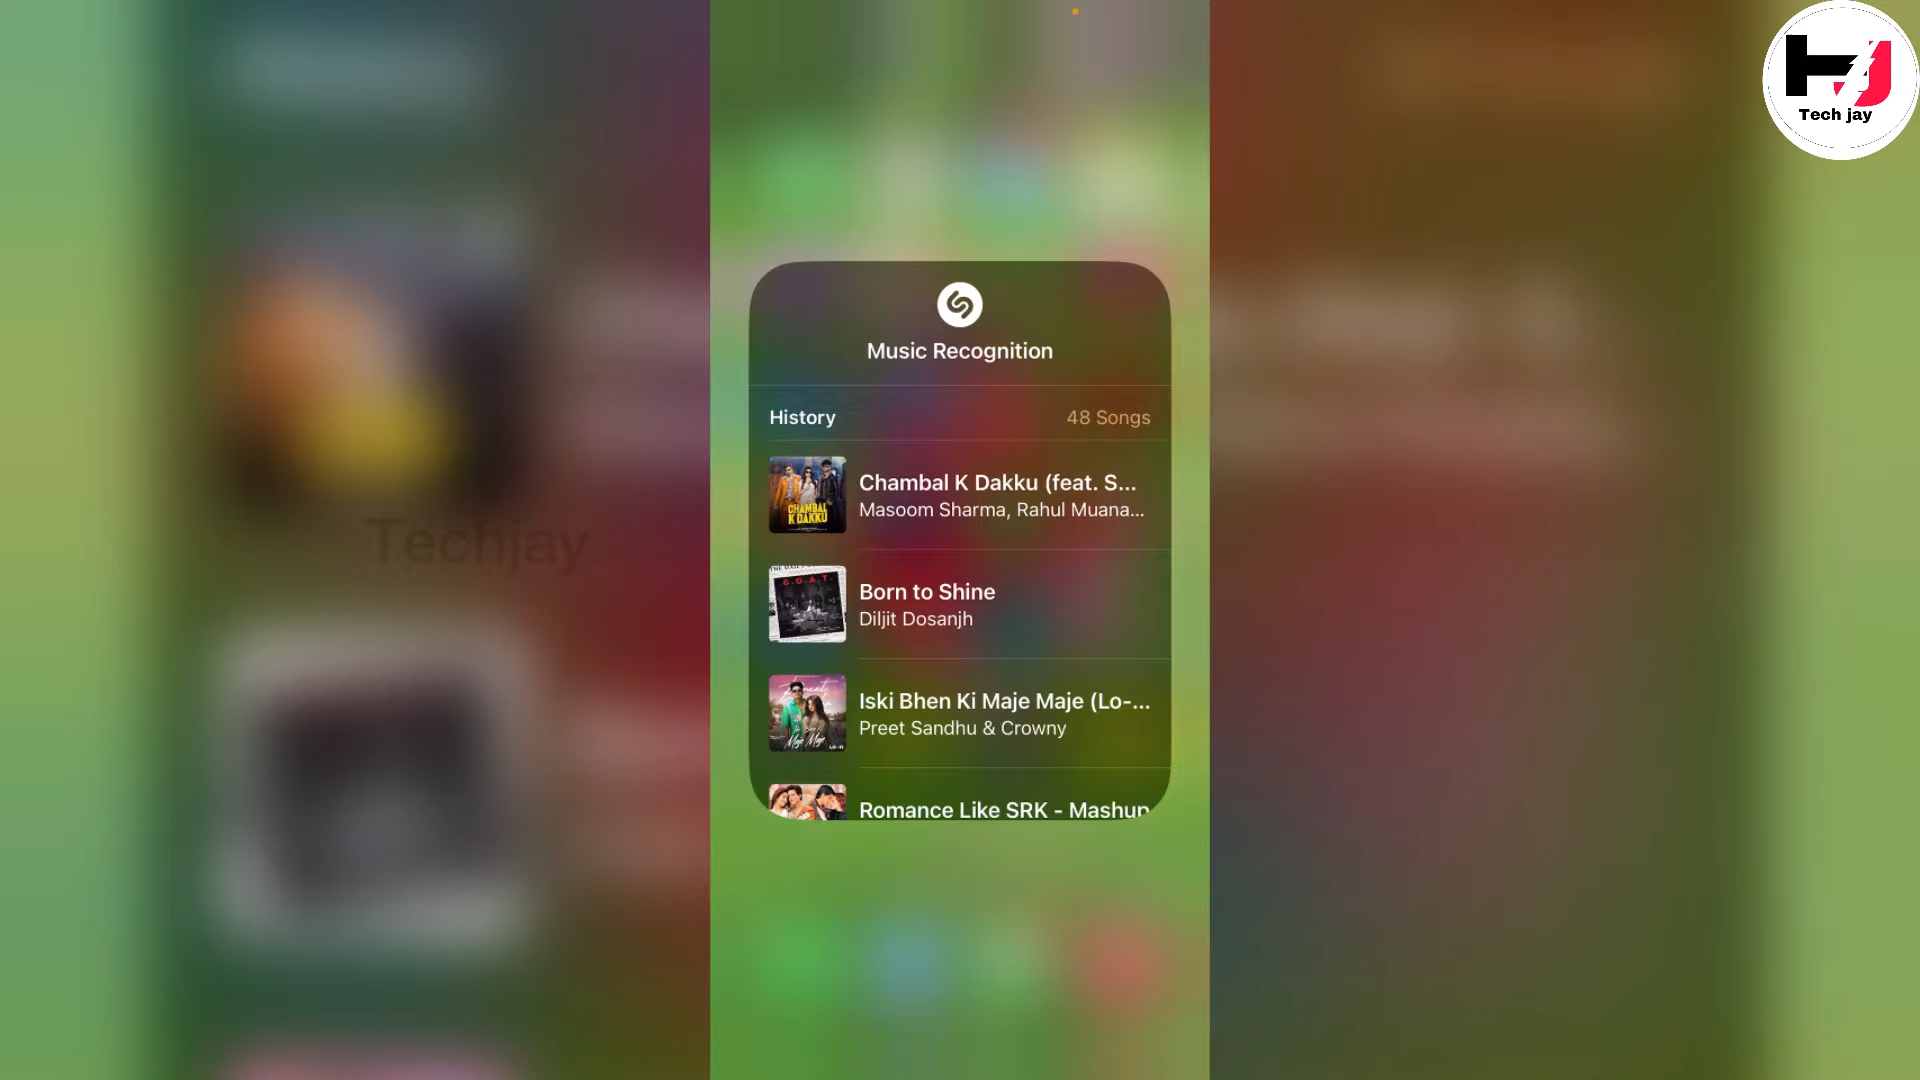 Tech jay
Music Recognition
History
48 Songs
Chambal K Dakku (feat. S...
Masoom Sharma, Rahul Muana...
CHAMBAL
K DAKKU
Born to Shine
Diljit Dosanjh
G.O.A.T.
Iski Bhen Ki Maje Maje (Lo-...
Preet Sandhu & Crowny
Romance Like SRK - Mashup
Techjay